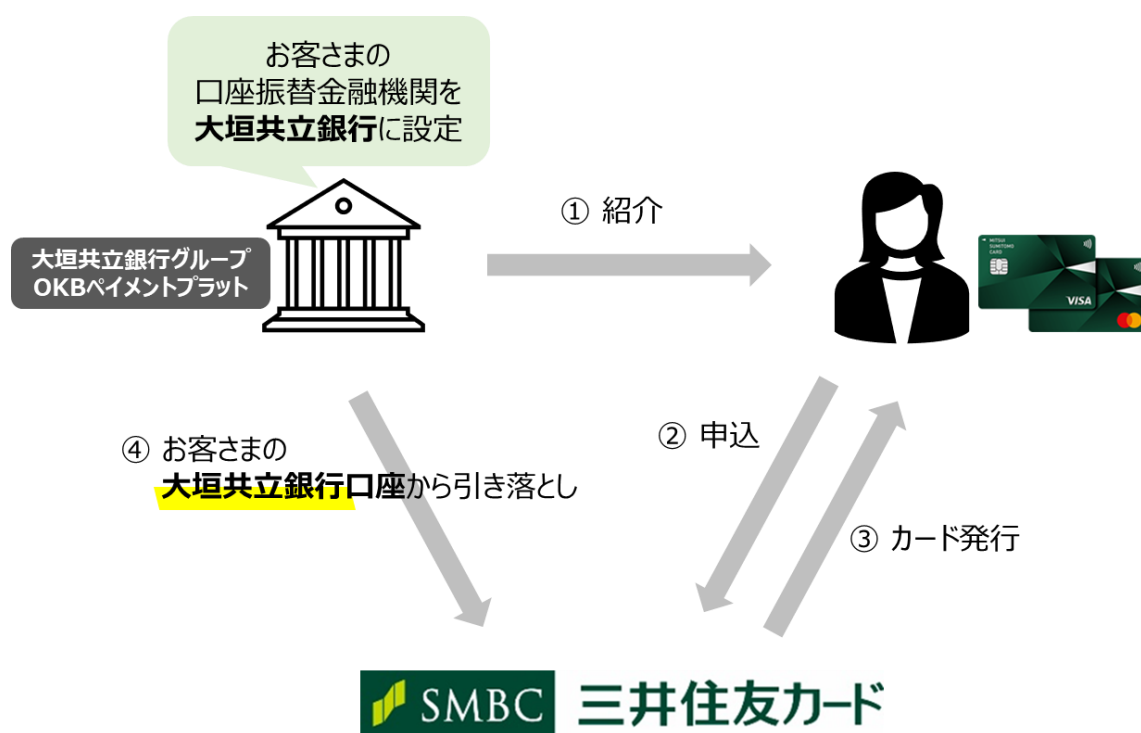 お客さまの
口座振替金融機関を
大垣共立銀行に設定
① 紹介
大垣共立銀行グループ
OKBペイメントプラット
MITSUI
SUMITOMO
CARD
VISA
④ お客さまの
大垣共立銀行口座から引き落とし
② 申込
③ カード発行
SMBC 三井住友カード